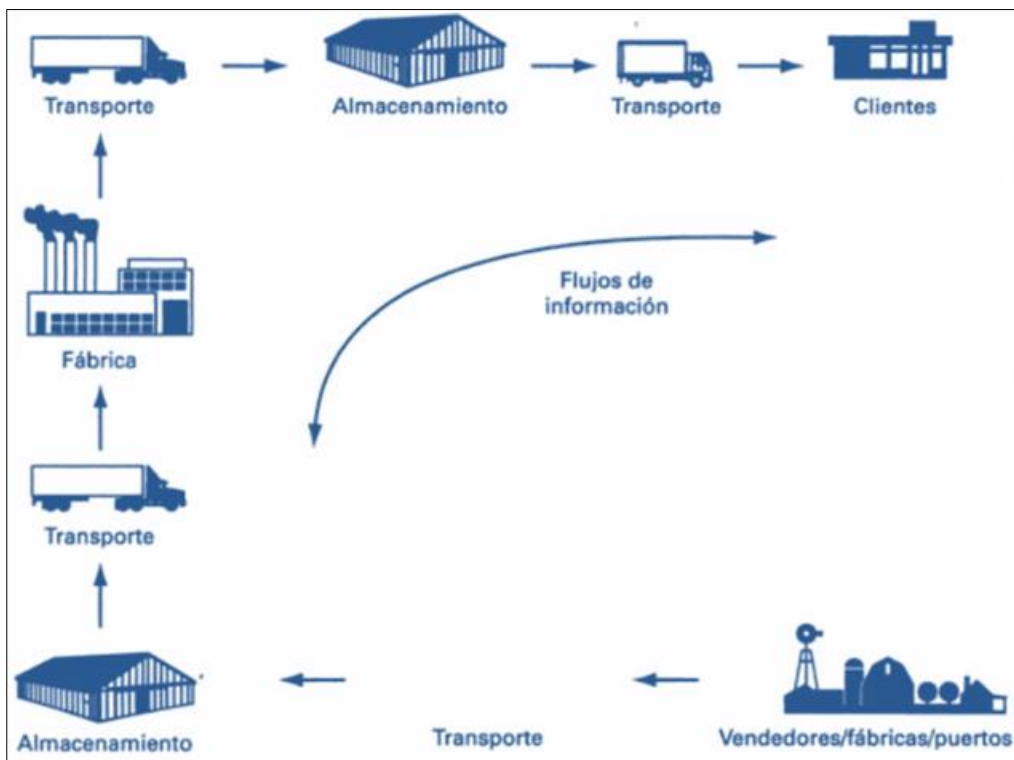 Transporte
Almacenamiento
Transporte
Clientes
Flujos de
información
Fábrica
Transporte
Almacenamiento
Transporte
Vendedores/fábricas/puertos